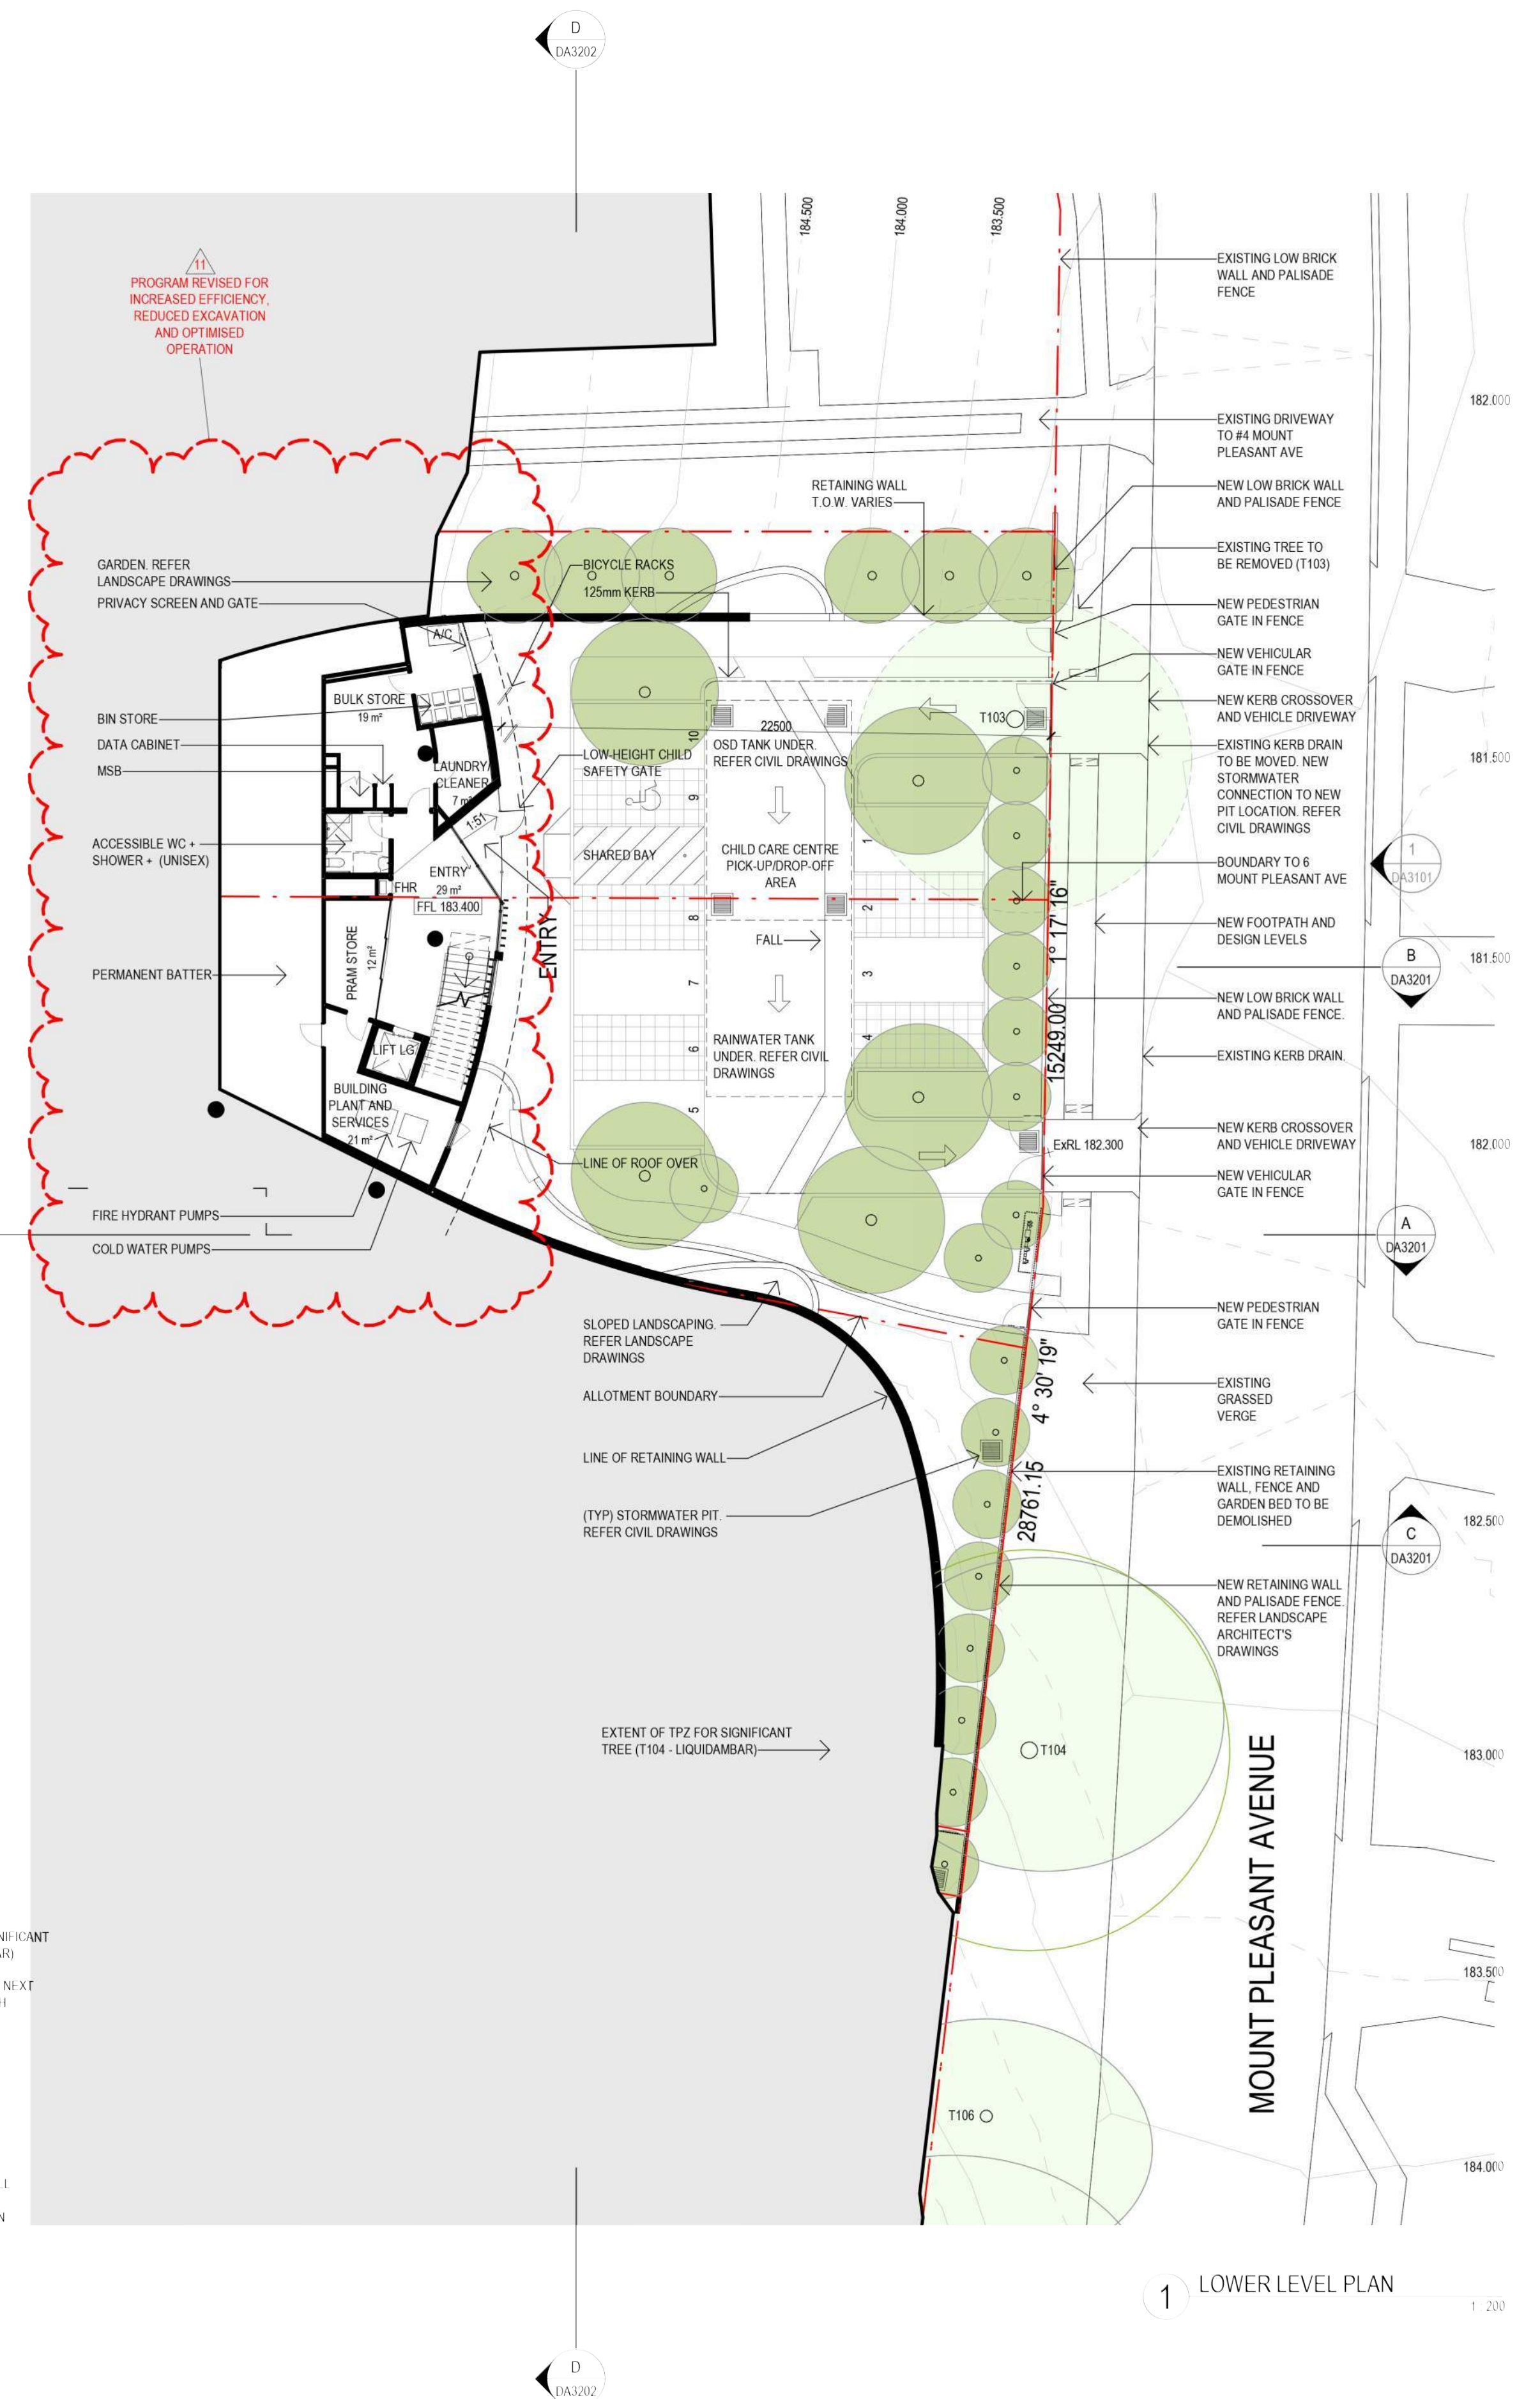 D
DA3202
184.500
184.000
183.500
11
PROGRAM REVISED FOR
INCREASED EFFICIENCY,
REDUCED EXCAVATION
AND OPTIMISED
OPERATION
EXISTING LOW BRICK
WALL AND PALISADE
FENCE
182.000
EXISTING DRIVEWAY
TO #4 MOUNT
PLEASANT AVE
RETAINING WALL
T.O.W. VARIES
NEW LOW BRICK WALL
AND PALISADE FENCE
EXISTING TREE TO
BE REMOVED (T103)
GARDEN. REFER
LANDSCAPE DRAWINGS
PRIVACY SCREEN AND GATE
BICYCLE RACKS
125mm KERB
NEW PEDESTRIAN
GATE IN FENCE
A/C
NEW VEHICULAR
GATE IN FENCE
BULK STORE
19 m²
BIN STORE
DATA CABINET
MSB
NEW KERB CROSSOVER
AND VEHICLE DRIVEWAY
T103
22500
OSD TANK UNDER.
REFER CIVIL DRAWINGS
10
LOW-HEIGHT CHILD
SAFETY GATE
LAUNDRY/
CLEANER
7 m²
1:51
9
EXISTING KERB DRAIN
TO BE MOVED. NEW
STORMWATER
CONNECTION TO NEW
PIT LOCATION. REFER
CIVIL DRAWINGS
181.500
ACCESSIBLE WC +
SHOWER + (UNISEX)
SHARED BAY
CHILD CARE CENTRE
PICK-UP/DROP-OFF
AREA
1
BOUNDARY TO 6
MOUNT PLEASANT AVE
1
DA3101
ENTRY
29 m²
FHR
FFL 183.400
8
2
1° 17' 16"
NEW FOOTPATH AND
DESIGN LEVELS
ENTRY
FALL
PRAM STORE
12 m²
PERMANENT BATTER
7
3
B
DA3201
181.500
NEW LOW BRICK WALL
AND PALISADE FENCE.
15249.00
LIFT LG
6
RAINWATER TANK
UNDER. REFER CIVIL
DRAWINGS
4
EXISTING KERB DRAIN.
BUILDING
PLANT AND
SERVICES
21 m²
5
NEW KERB CROSSOVER
AND VEHICLE DRIVEWAY
ExRL 182.300
182.000
LINE OF ROOF OVER
NEW VEHICULAR
GATE IN FENCE
FIRE HYDRANT PUMPS
COLD WATER PUMPS
A
DA3201
SLOPED LANDSCAPING.
REFER LANDSCAPE
DRAWINGS
NEW PEDESTRIAN
GATE IN FENCE
ALLOTMENT BOUNDARY
4° 30' 19"
EXISTING
GRASSED
VERGE
LINE OF RETAINING WALL
28761.15
EXISTING RETAINING
WALL, FENCE AND
GARDEN BED TO BE
DEMOLISHED
(TYP) STORMWATER PIT.
REFER CIVIL DRAWINGS
182.500
C
DA3201
NEW RETAINING WALL
AND PALISADE FENCE.
REFER LANDSCAPE
ARCHITECT'S
DRAWINGS
EXTENT OF TPZ FOR SIGNIFICANT
TREE (T104 - LIQUIDAMBAR)
T104
183.000
MOUNT PLEASANT AVENUE
NEXT
183.500
T106
184.000
1
LOWER LEVEL PLAN
1 200
D
DA3202